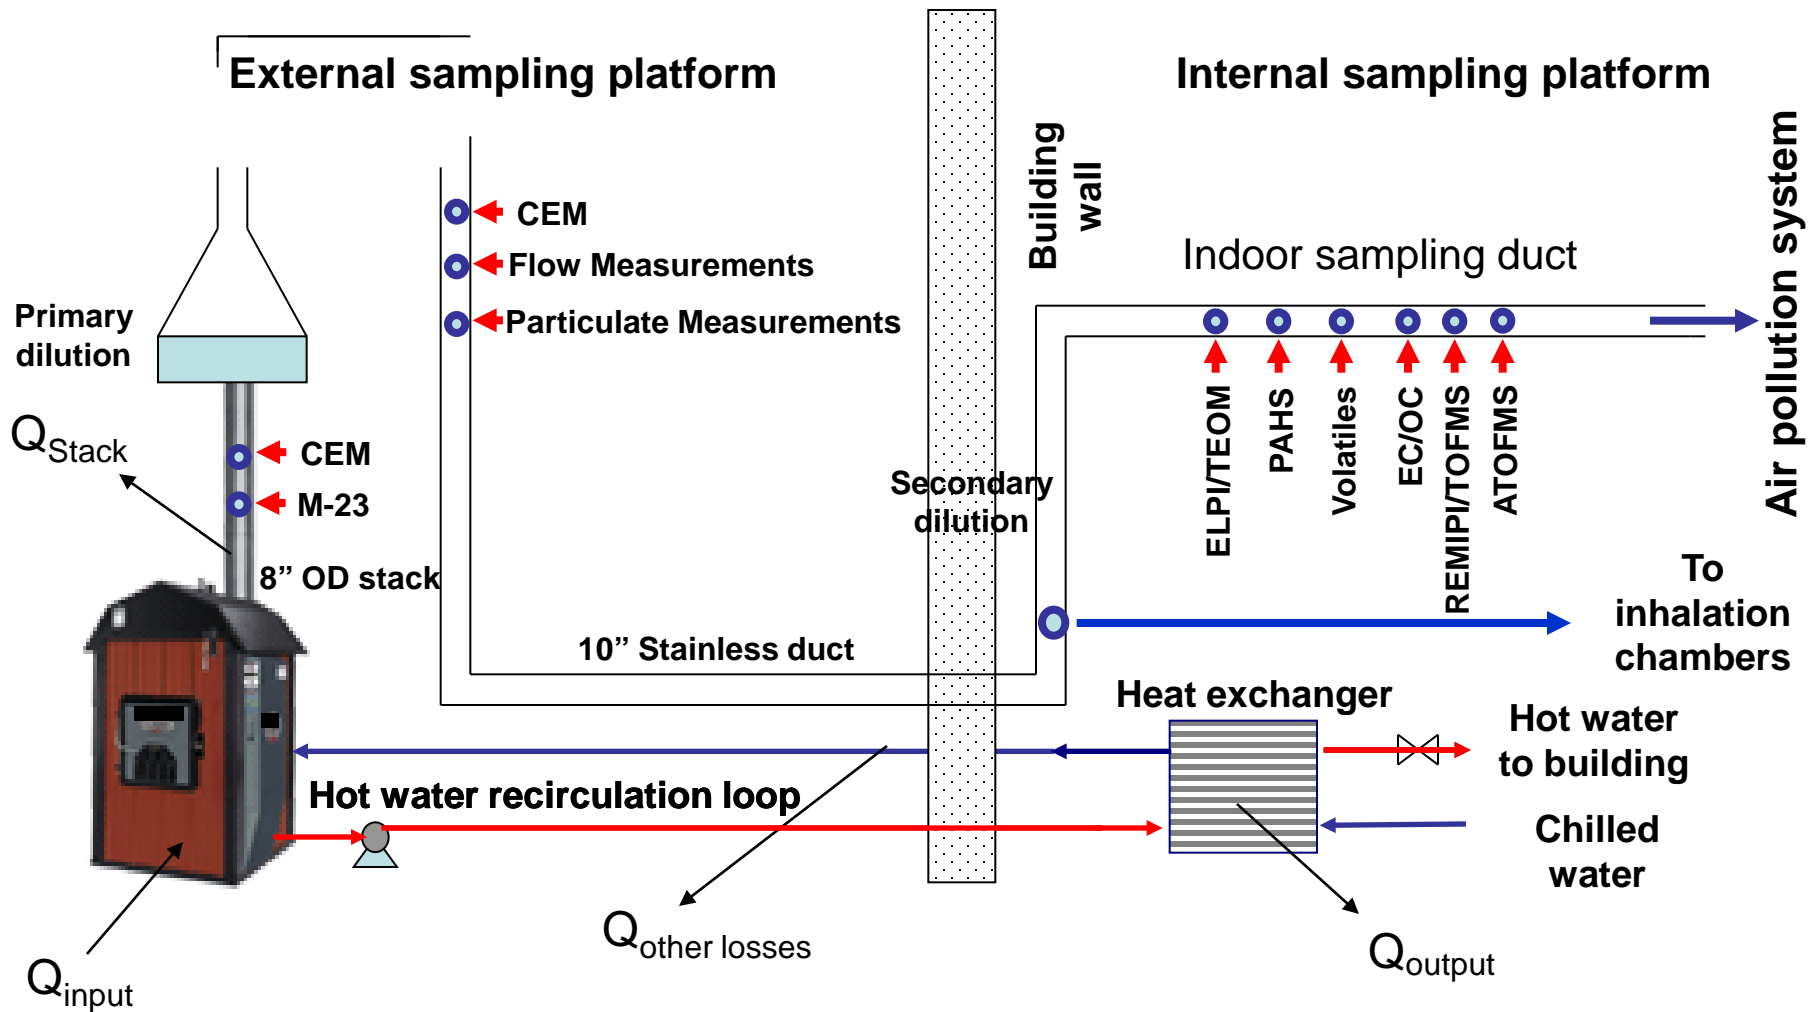 External sampling platform
Internal sampling platform
Building
wall
Air pollution system
CEM
Flow Measurements
Particulate Measurements
Indoor sampling duct
Primary
dilution
QStack
CEM
M-23
8” OD stack
ELPI/TEOM
PAHS
Volatiles
EC/OC
REMIPI/TOFMS
ATOFMS
Secondary
dilution
To
inhalation
chambers
10” Stainless duct
Heat exchanger
Hot water
to building
Hot water recirculation loop
Chilled
water
Qother losses
Qoutput
Qinput